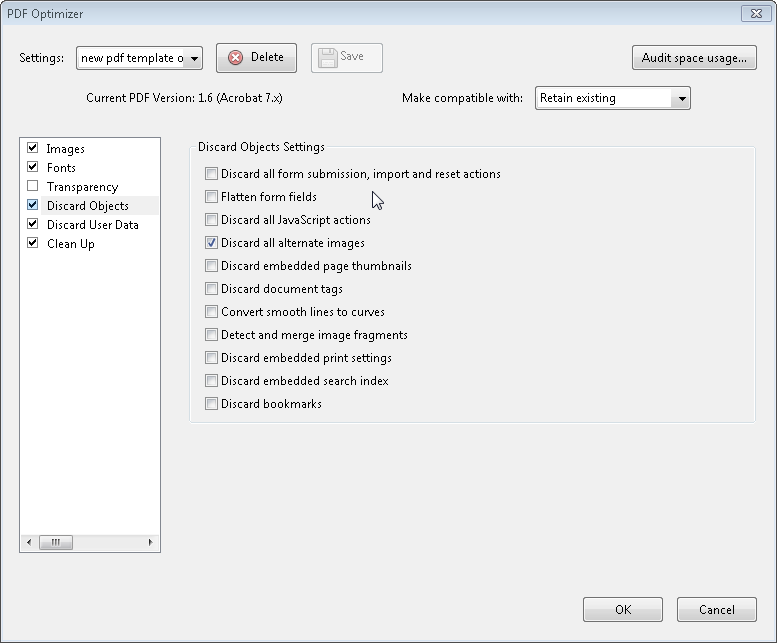 PDF Optimizer
Settings: new pdf template o Delete Save Audit space usage...
Current PDF Version: 1.6 (Acrobat 7.x) Make compatible with: Retain existing
Images
Fonts
Transparency
Discard Objects
Discard User Data
Clean Up
Discard Objects Settings
Discard all form submission, import and reset actions
Flatten form fields
Discard all JavaScript actions
Discard all alternate images
Discard embedded page thumbnails
Discard document tags
Convert smooth lines to curves
Detect and merge image fragments
Discard embedded print settings
Discard embedded search index
Discard bookmarks
OK Cancel